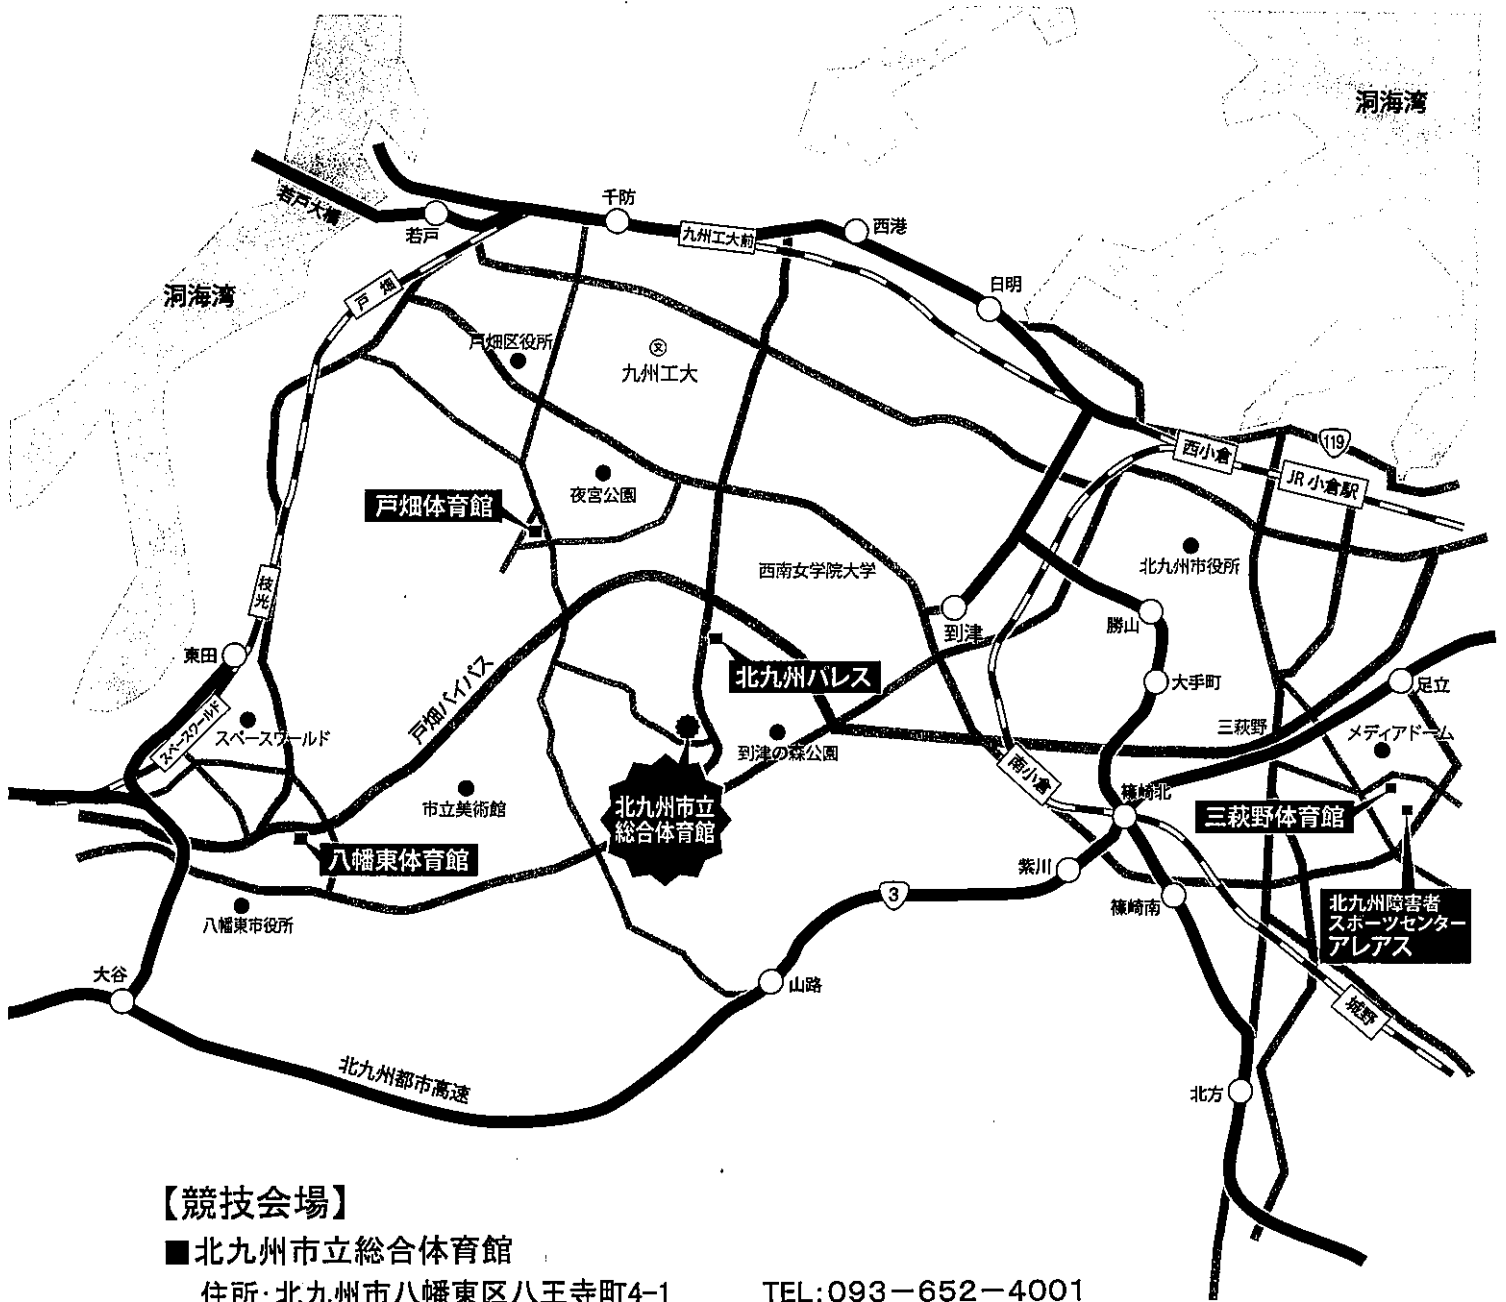 洞海湾
若戸大橋
千防
若戸
九州工大前
西港
洞海湾
戸畑
日明
戸畑区役所
文
九州工大
119
西小倉
JR 小倉駅
夜宮公園
戸畑体育館
西南女学院大学
北九州市役所
枝光
到津
勝山
東田
北九州パレス
戸畑バイパス
大手町
足立
スペースワールド
スペースワールド
三萩野
メディアドーム
到津の森公園
南小倉
市立美術館
北九州市立
総合体育館
篠崎北
三萩野体育館
八幡東体育館
紫川
3
篠崎南
八幡東市役所
北九州障害者
スポーツセンター
アレアス
大谷
山路
城野
北九州都市高速
北方
【競技会場】
■北九州市立総合体育館
住所･北九州市八幡東区八王寺町4-1 TEL:093-652-4001